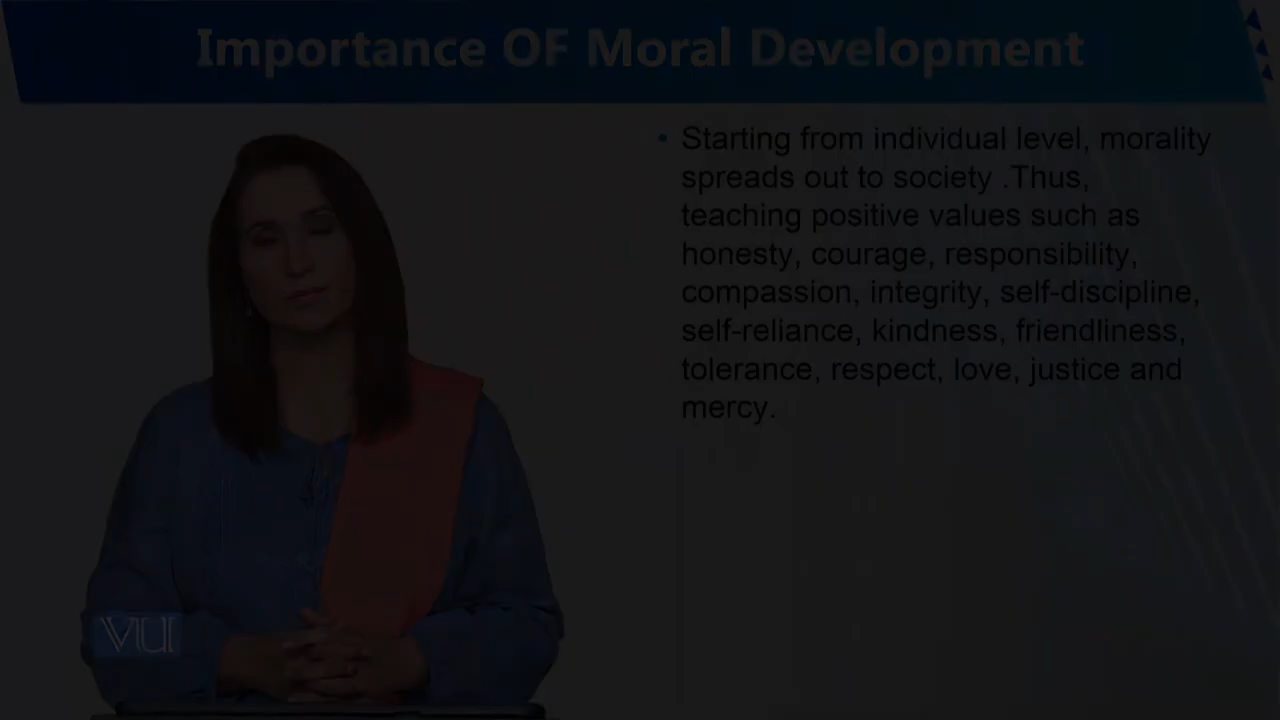 Importance OF Moral Development
• Starting from individual level, morality
spreads out to society .Thus,
teaching positive values such as
honesty, courage, responsibility,
compassion, integrity, self-discipline,
self-reliance, kindness, friendliness,
tolerance, respect, love, justice and
mercy.
VU